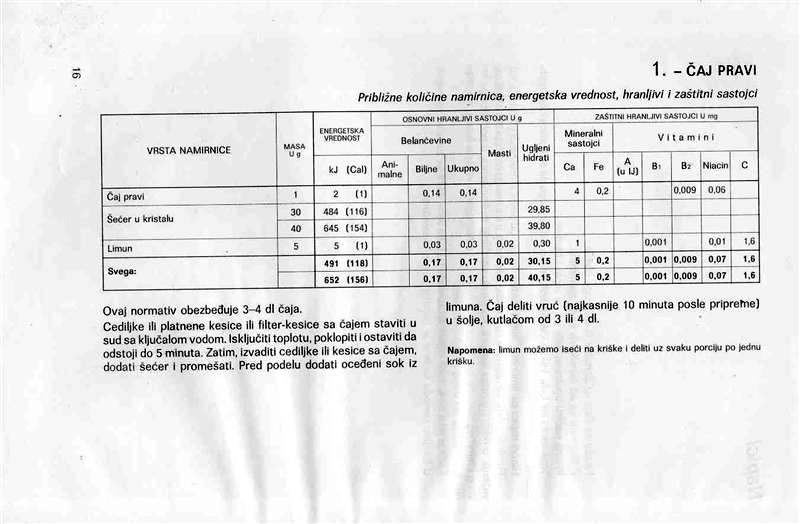 16
1. – ČAJ PRAVI
Približne količine namirnica, energetska vrednost, hranljivi i zaštitni sastojci
VRSTA NAMIRNICE MASA U g ENERGETSKA VREDNOST OSNOVNI HRANLJIVI SASTOJCI U g ZAŠTITNI HRANLJIVI SASTOJCI U mg
Belančevine Masti Ugljeni hidrati Mineralni sastojci Vitamini
kJ (Cal) Ani-malne Biljne Ukupno Ca Fe A (u IJ) B1 B2 Niacin C
Čaj pravi 1 2 (1) 0,14 0,14 4 0,2 0,009 0,06
Šećer u kristalu 30 484 (116) 29,85
40 645 (154) 39,80
Limun 5 5 (1) 0,03 0,03 0,02 0,30 1 0,001 0,01 1,6
Svega: 491 (118) 0,17 0,17 0,02 30,15 5 0,2 0,001 0,009 0,07 1,6
652 (156) 0,17 0,17 0,02 40,15 5 0,2 0,001 0,009 0,07 1,6
Ovaj normativ obezbeđuje 3–4 dl čaja.
Cediljke ili platnene kesice ili filter-kesice sa čajem staviti u
sud sa ključalom vodom. Isključiti toplotu, poklopiti i ostaviti da
odstoji do 5 minuta. Zatim, izvaditi cediljke ili kesice sa čajem,
dodati šećer i promešati. Pred podelu dodati oceđeni sok iz
limuna. Čaj deliti vruć (najkasnije 10 minuta posle pripreme)
u šolje, kutlačom od 3 ili 4 dl.
Napomena: limun možemo iseći na kriške i deliti uz svaku porciju po jednu
krišku.